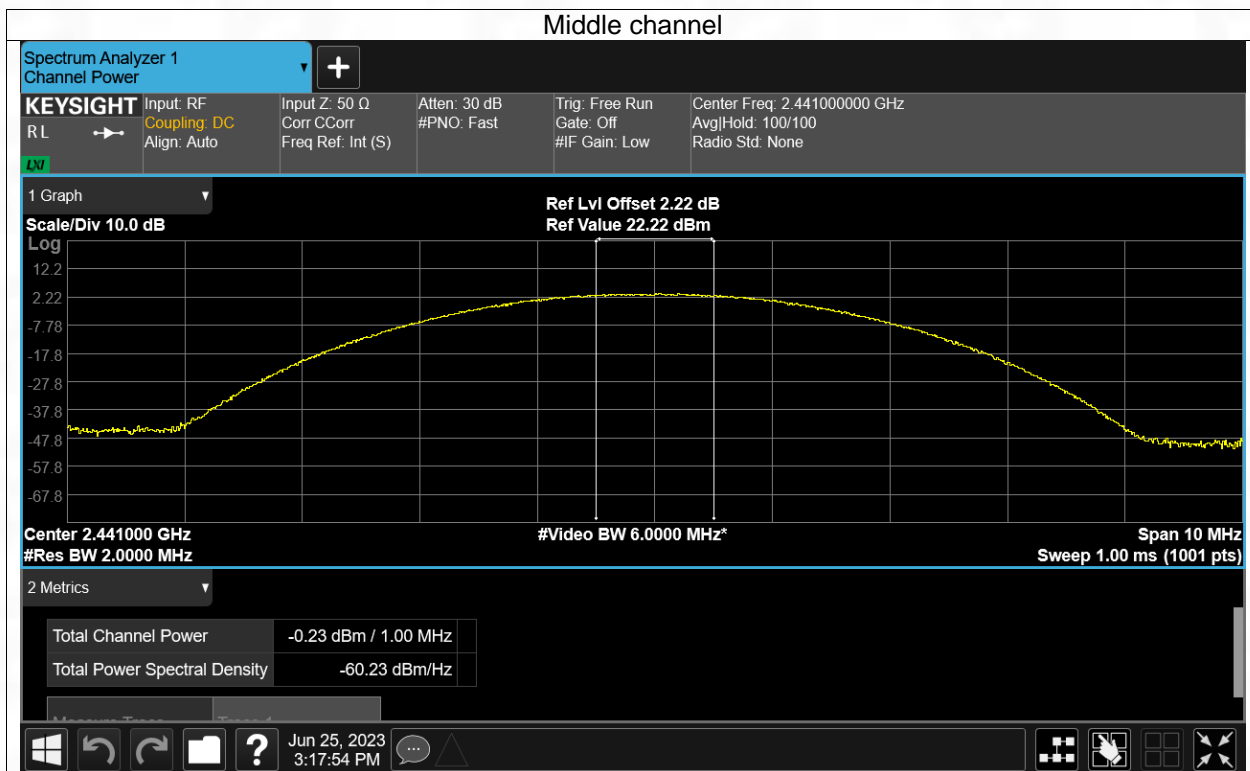 Middle channel
Spectrum Analyzer 1
Channel Power
KEYSIGHT
R L
LXI
Input: RF
Coupling: DC
Align: Auto
Input Z: 50 Ω
Corr CCorr
Freq Ref: Int (S)
Atten: 30 dB
#PNO: Fast
Trig: Free Run
Gate: Off
#IF Gain: Low
Center Freq: 2.441000000 GHz
Avg|Hold: 100/100
Radio Std: None
1 Graph
Scale/Div 10.0 dB
Ref Lvl Offset 2.22 dB
Ref Value 22.22 dBm
Log
12.2
2.22
-7.78
-17.8
-27.8
-37.8
-47.8
-57.8
-67.8
Center 2.441000 GHz
#Video BW 6.0000 MHz*
Span 10 MHz
#Res BW 2.0000 MHz
Sweep 1.00 ms (1001 pts)
2 Metrics
Total Channel Power -0.23 dBm / 1.00 MHz
Total Power Spectral Density -60.23 dBm/Hz
?
Jun 25, 2023
3:17:54 PM